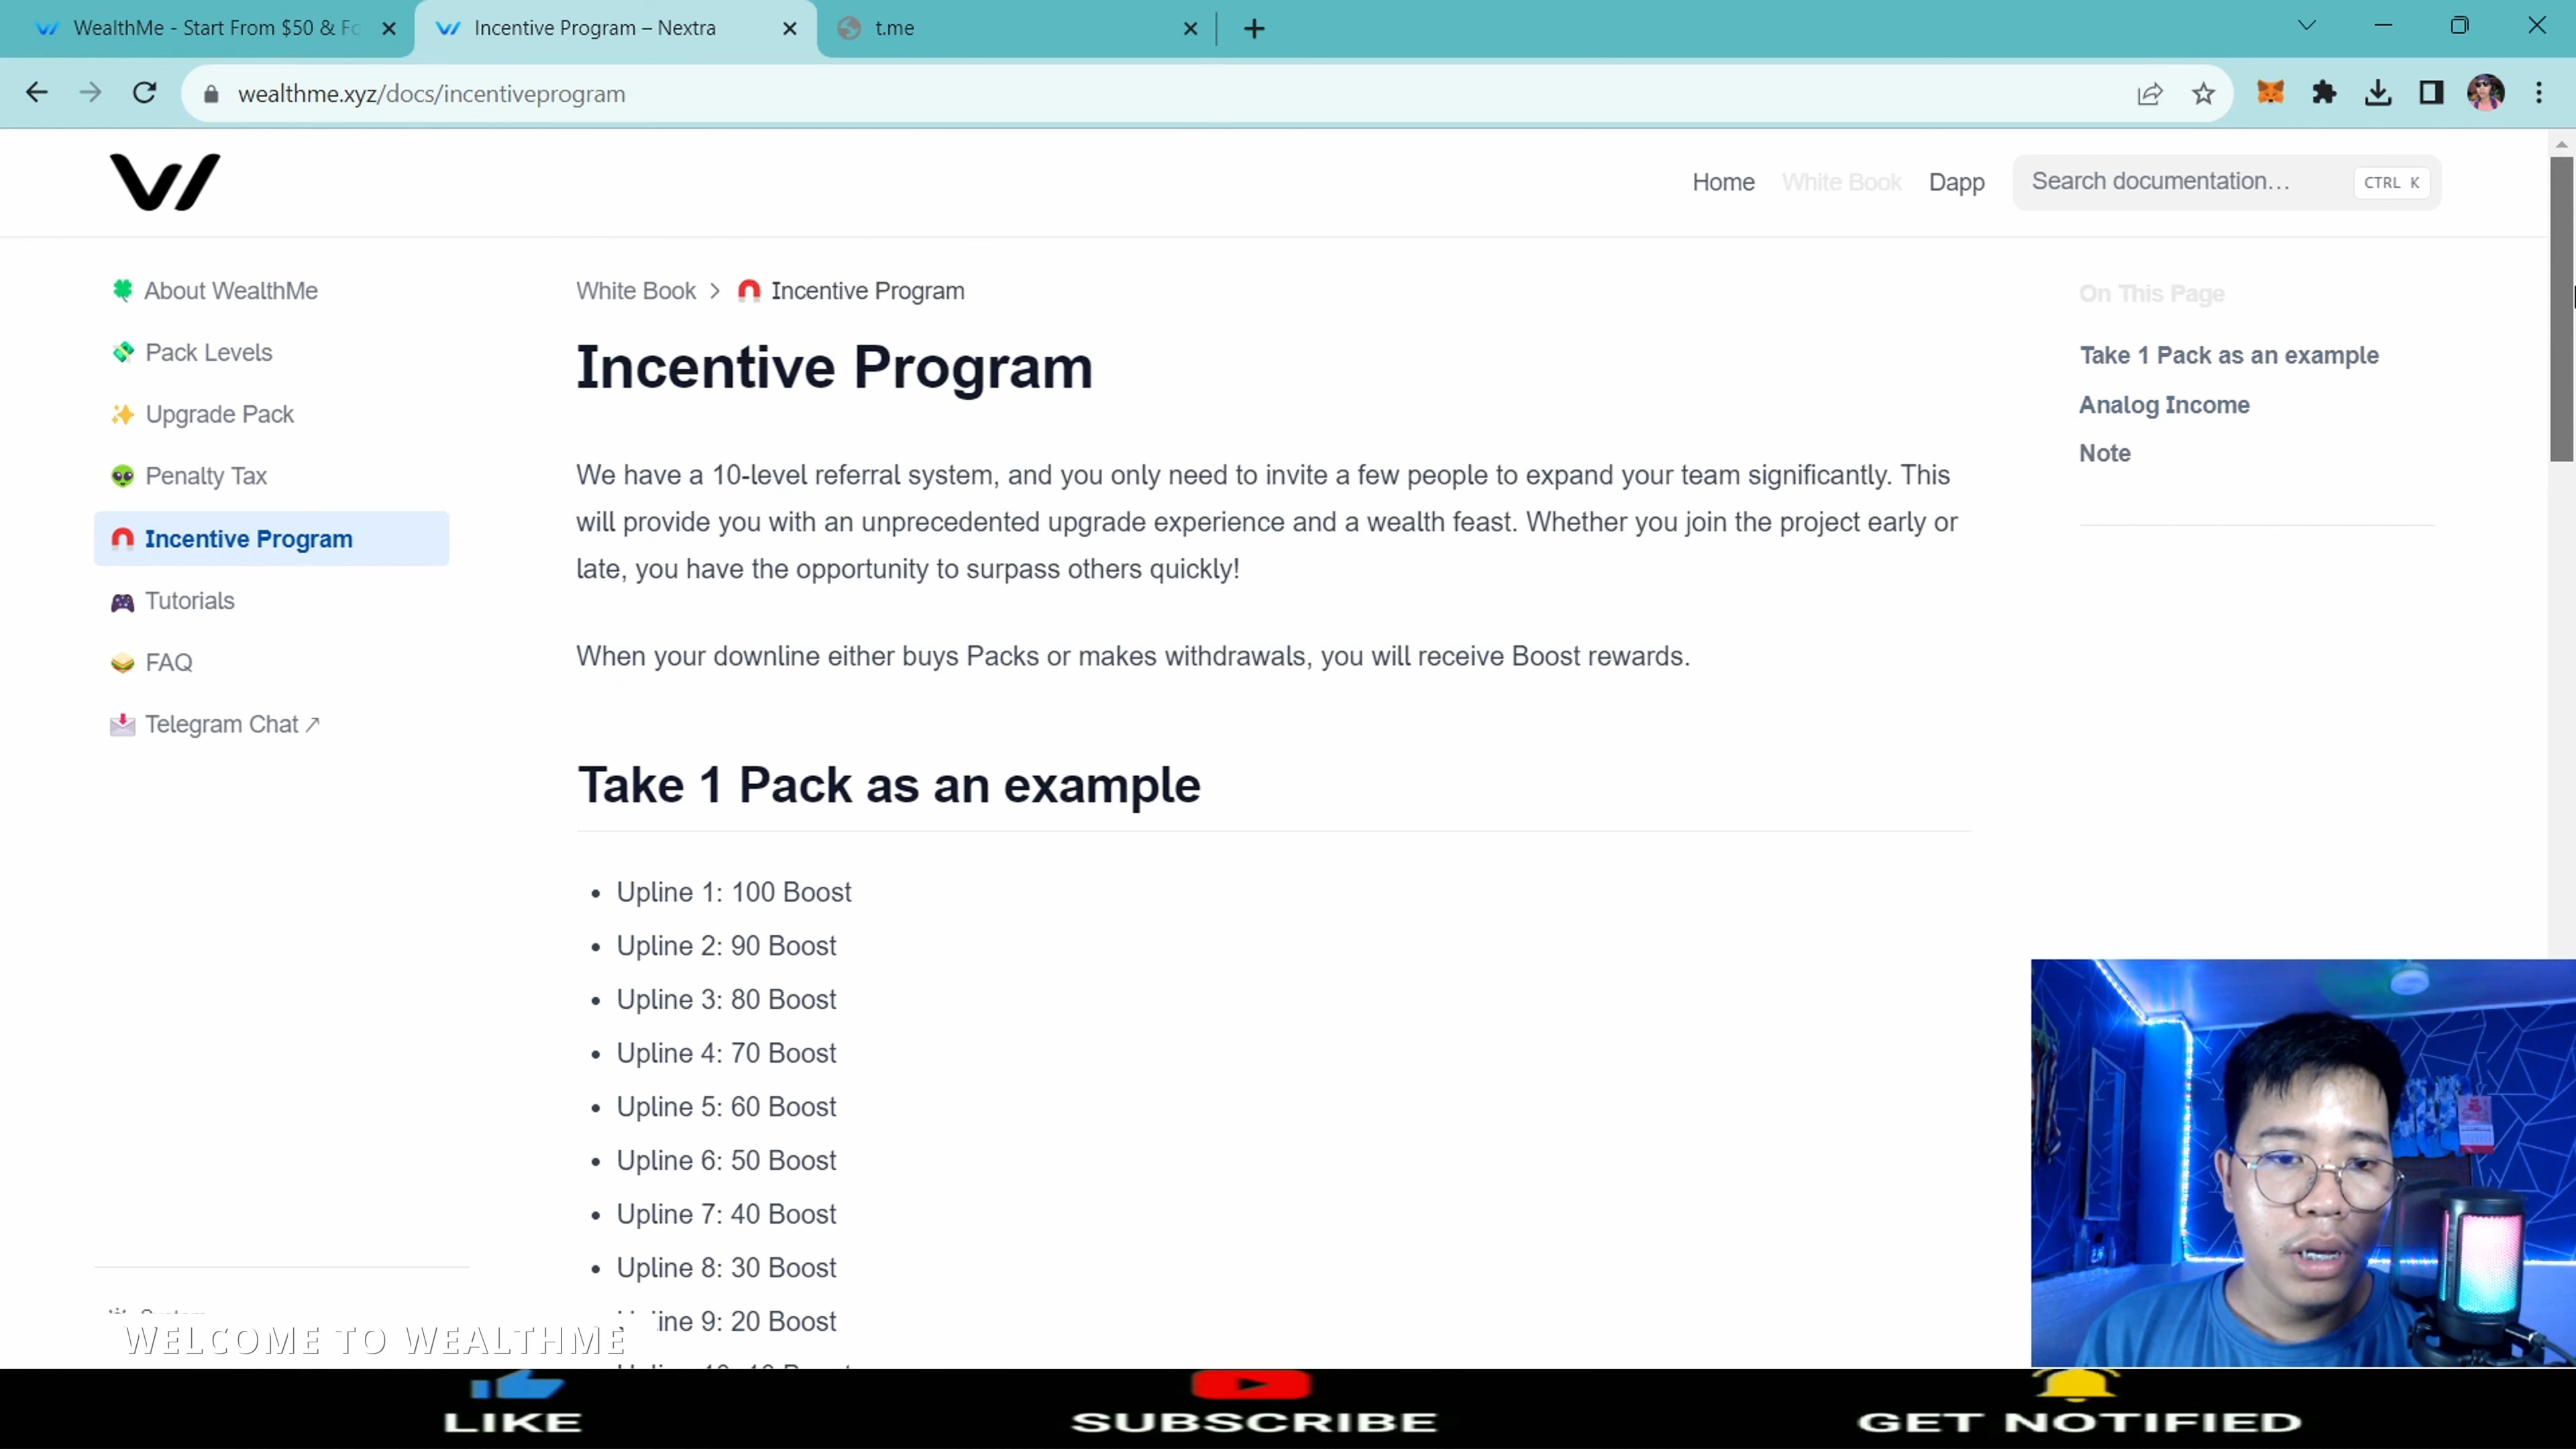 WealthMe - Start From $50 & Fo
Incentive Program – Nextra
t.me
wealthme.xyz/docs/incentiveprogram
Home
White Book
Dapp
Search documentation…
CTRL K
About WealthMe
Pack Levels
Upgrade Pack
Penalty Tax
Incentive Program
Tutorials
FAQ
Telegram Chat ↗
White Book > Incentive Program
Incentive Program
We have a 10-level referral system, and you only need to invite a few people to expand your team significantly. This
will provide you with an unprecedented upgrade experience and a wealth feast. Whether you join the project early or
late, you have the opportunity to surpass others quickly!
When your downline either buys Packs or makes withdrawals, you will receive Boost rewards.
Take 1 Pack as an example
• Upline 1: 100 Boost
• Upline 2: 90 Boost
• Upline 3: 80 Boost
• Upline 4: 70 Boost
• Upline 5: 60 Boost
• Upline 6: 50 Boost
• Upline 7: 40 Boost
• Upline 8: 30 Boost
9: 20 Boost
On This Page
Take 1 Pack as an example
Analog Income
Note
WELCOME TO WEALTHME
LIKE
SUBSCRIBE
GET NOTIFIED